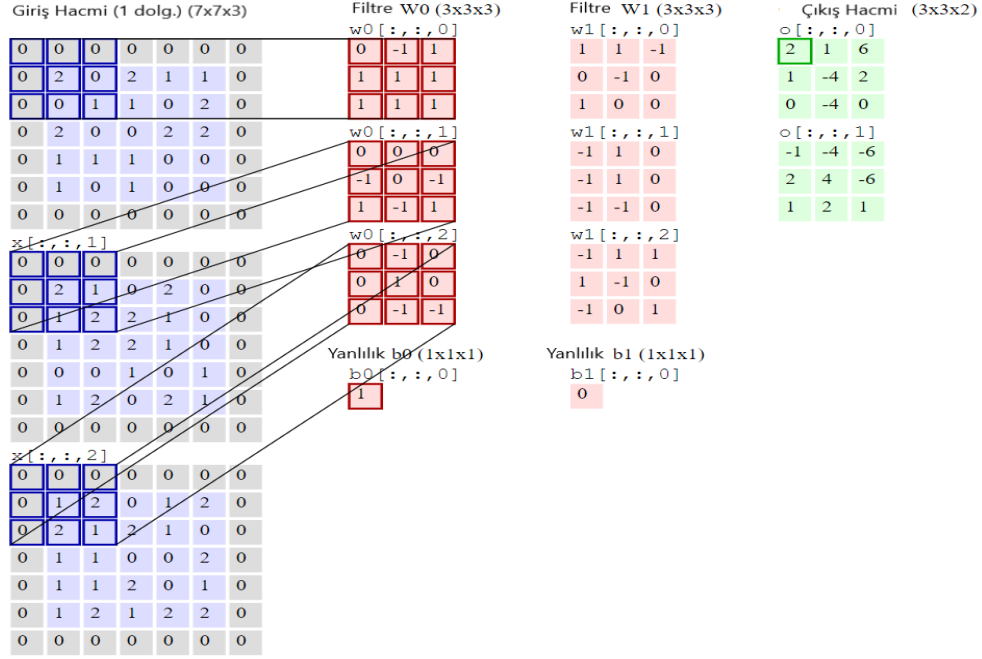 Giriş Hacmi (1 dolg.) (7x7x3)
0 0 0 0 0 0 0
0 2 0 2 1 1 0
0 0 1 1 0 2 0
0 2 0 0 2 2 0
0 1 1 1 0 0 0
0 1 0 1 0 0 0
0 0 0 0 0 0 0
x[:,:,1]
0 0 0 0 0 0 0
0 2 1 0 2 0 0
0 1 2 2 1 0 0
0 1 2 2 1 0 0
0 0 0 1 0 1 0
0 1 2 0 2 1 0
0 0 0 0 0 0 0
x[:,:,2]
0 0 0 0 0 0 0
0 1 2 0 1 2 0
0 2 1 2 1 0 0
0 1 1 0 0 2 0
0 1 1 2 0 1 0
0 1 2 1 2 2 0
0 0 0 0 0 0 0
Filtre W0 (3x3x3)
w0[:,:,0]
0 -1 1
1 1 1
1 1 1
w0[:,:,1]
0 0 0
-1 0 -1
1 -1 1
w0[:,:,2]
0 -1 0
0 1 0
0 -1 -1
Yanlılık b0 (1x1x1)
b0[:,:,0]
1
Filtre W1 (3x3x3)
w1[:,:,0]
1 1 -1
0 -1 0
1 0 0
w1[:,:,1]
-1 1 0
-1 1 0
-1 -1 0
w1[:,:,2]
-1 1 1
1 -1 0
-1 0 1
Yanlılık b1 (1x1x1)
b1[:,:,0]
0
Çıkış Hacmi (3x3x2)
o[:,:,0]
2 1 6
1 -4 2
0 -4 0
o[:,:,1]
-1 -4 -6
2 4 -6
1 2 1